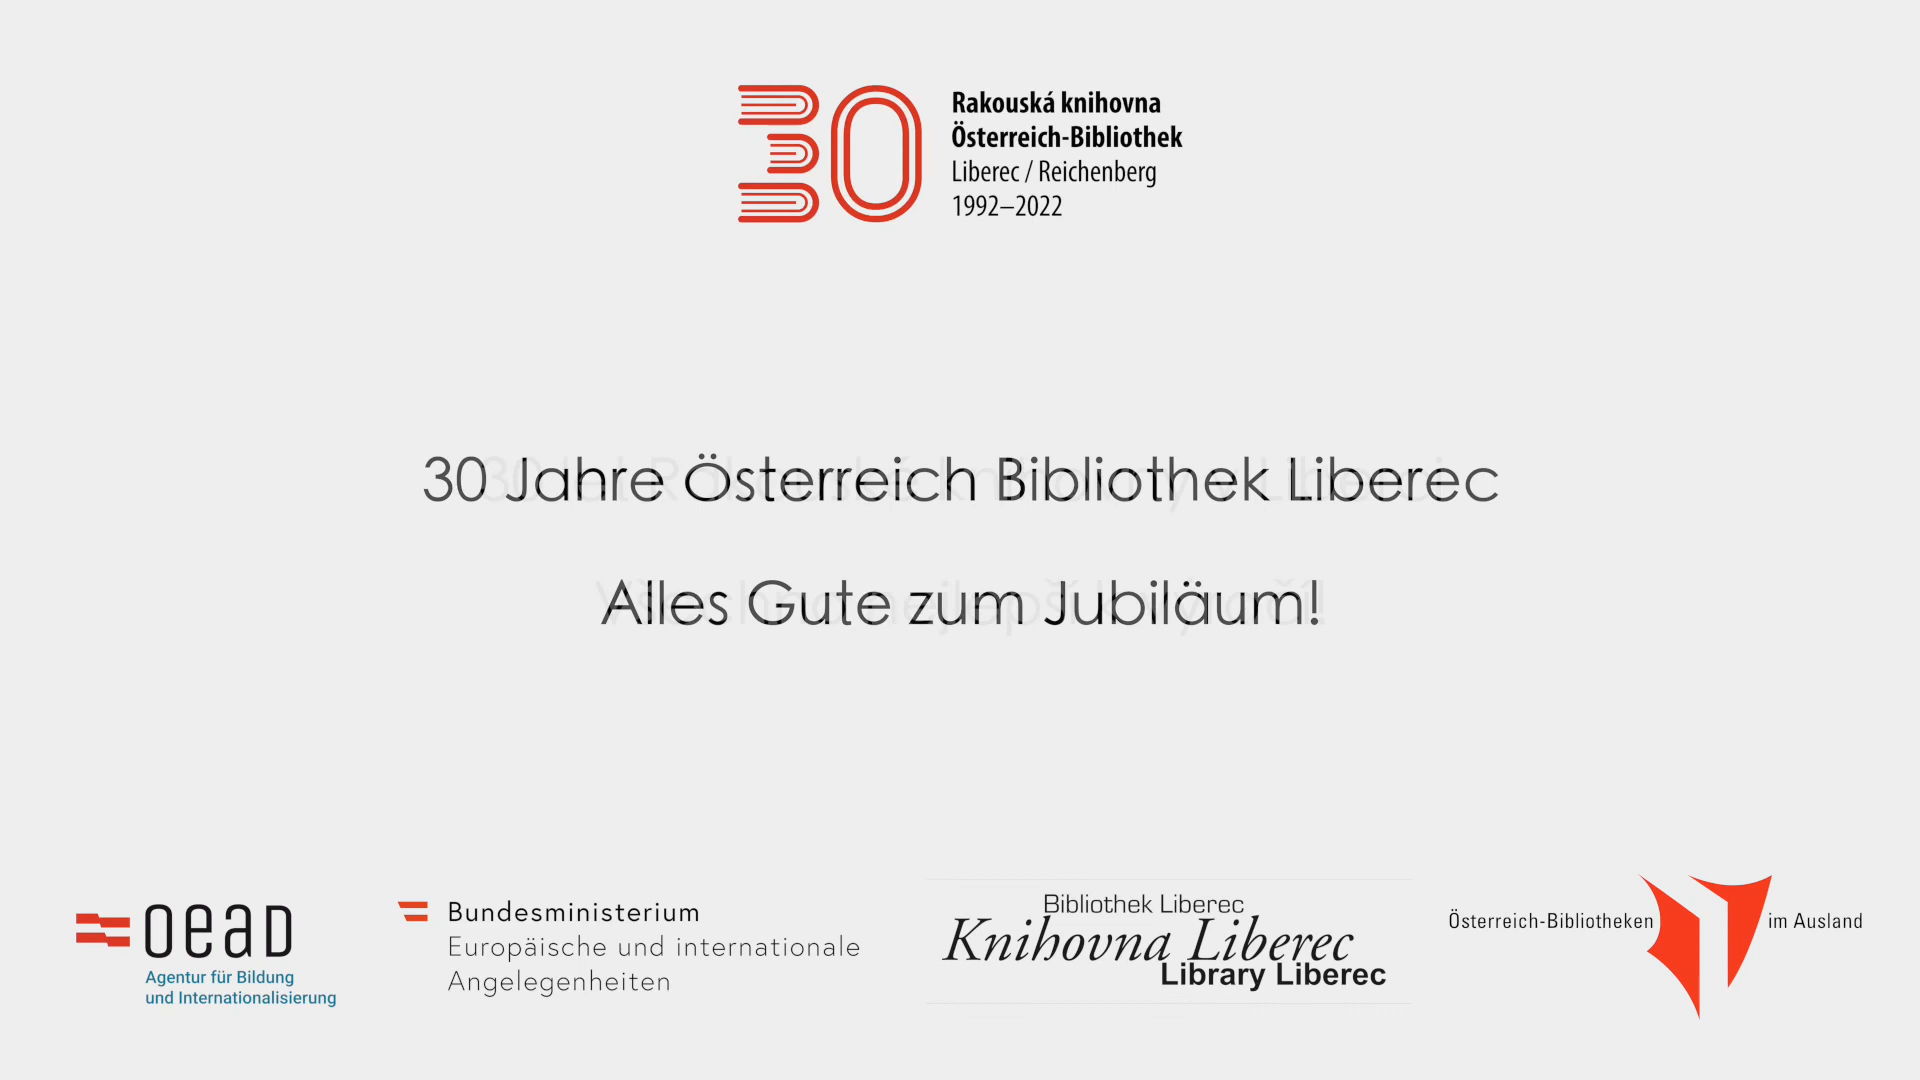 30
Rakouská knihovna
Österreich-Bibliothek
Liberec / Reichenberg
1992–2022
30 Jahre Österreich Bibliothek Liberec
Alles Gute zum Jubiläum!
OeAD
Agentur für Bildung
und Internationalisierung
Bundesministerium
Europäische und internationale
Angelegenheiten
Bibliothek Liberec
Knihovna Liberec
Library Liberec
Österreich-Bibliotheken im Ausland